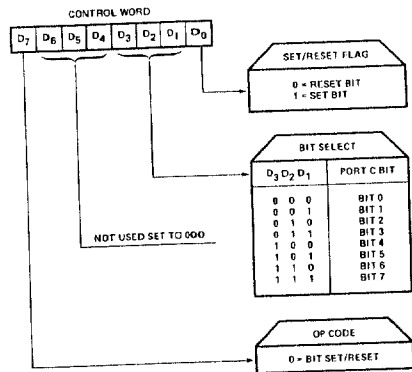 CONTROL WORD
D7 D6 D5 D4 D3 D2 D1 D0
SET/RESET FLAG
0 = RESET BIT
1 = SET BIT
BIT SELECT
D3 D2 D1 PORT C BIT
0 0 0 BIT 0
0 0 1 BIT 1
0 1 0 BIT 2
0 1 1 BIT 3
1 0 0 BIT 4
1 0 1 BIT 5
1 1 0 BIT 6
1 1 1 BIT 7
NOT USED SET TO 000
OP CODE
0 = BIT SET/RESET